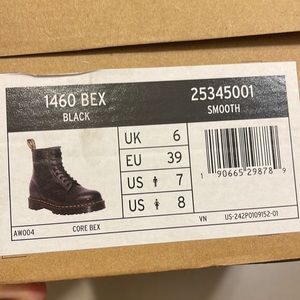 1460 BEX
BLACK
25345001
SMOOTH
UK 6
EU 39
US 7
US 8
1 90665 29878 9
AW004
CORE BEX
VN
US-242P0109152-01